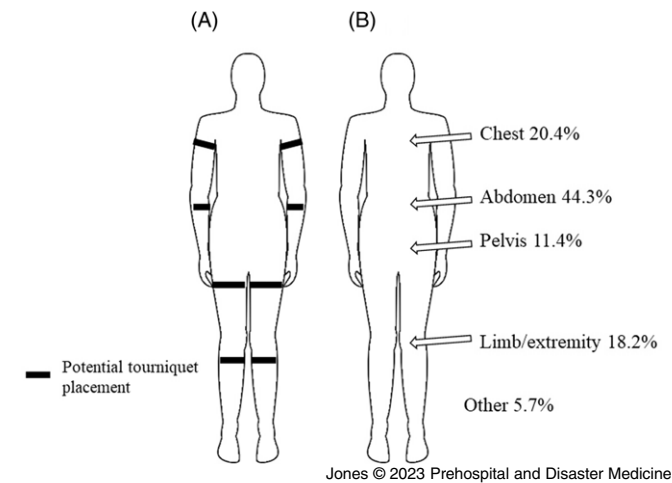 (A)
(B)
Chest 20.4%
Abdomen 44.3%
Pelvis 11.4%
Limb/extremity 18.2%
Potential tourniquet
placement
Other 5.7%
Jones © 2023 Prehospital and Disaster Medicine